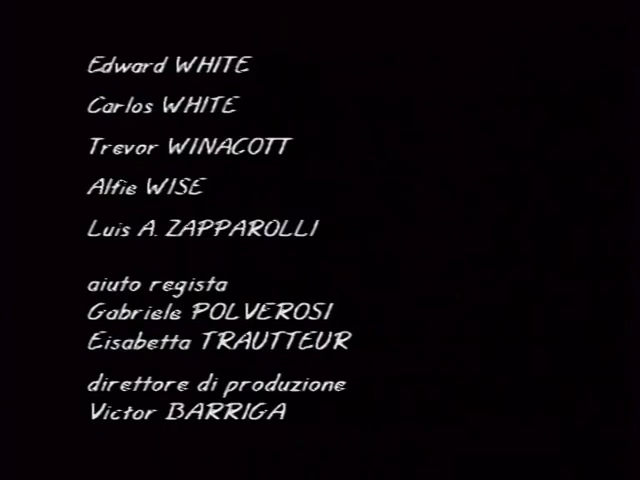 Edward WHITE
Carlos WHITE
Trevor WINACOTT
Alfie WISE
Luis A. ZAPPAROLLI
aiuto regista
Gabriele POLVEROSI
Eisabetta TRAUTTEUR
direttore di produzione
Victor BARRIGA